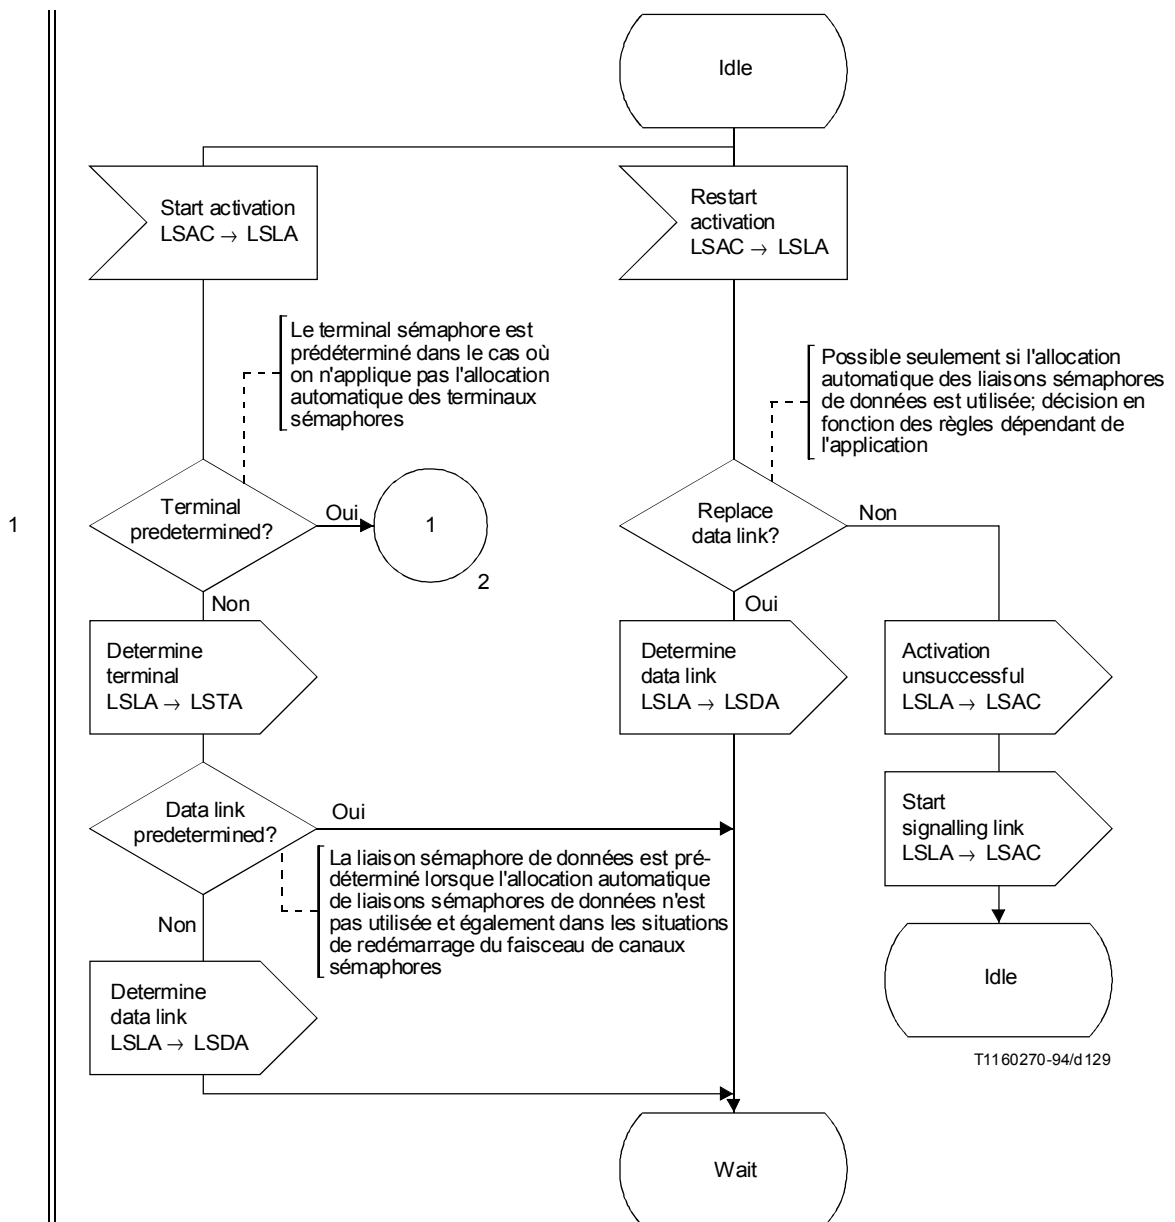 Idle
Start activation
LSAC → LSLA
Restart
activation
LSAC → LSLA
Le terminal sémaphore est
prédéterminé dans le cas où
on n'applique pas l'allocation
automatique des terminaux
sémaphores
Possible seulement si l'allocation
automatique des liaisons sémaphores
de données est utilisée; décision en
fonction des règles dépendant de
l'application
1
Terminal
predetermined?
Oui
1
2
Non
Replace
data link?
Non
Oui
Determine
terminal
LSLA → LSTA
Determine
data link
LSLA → LSDA
Activation
unsuccessful
LSLA → LSAC
Data link
predetermined?
Oui
Non
Start
signalling link
LSLA → LSAC
La liaison sémaphore de données est pré-
déterminé lorsque l'allocation automatique
de liaisons sémaphores de données n'est
pas utilisée et également dans les situations
de redémarrage du faisceau de canaux
sémaphores
Idle
Determine
data link
LSLA → LSDA
T1160270-94/d129
Wait